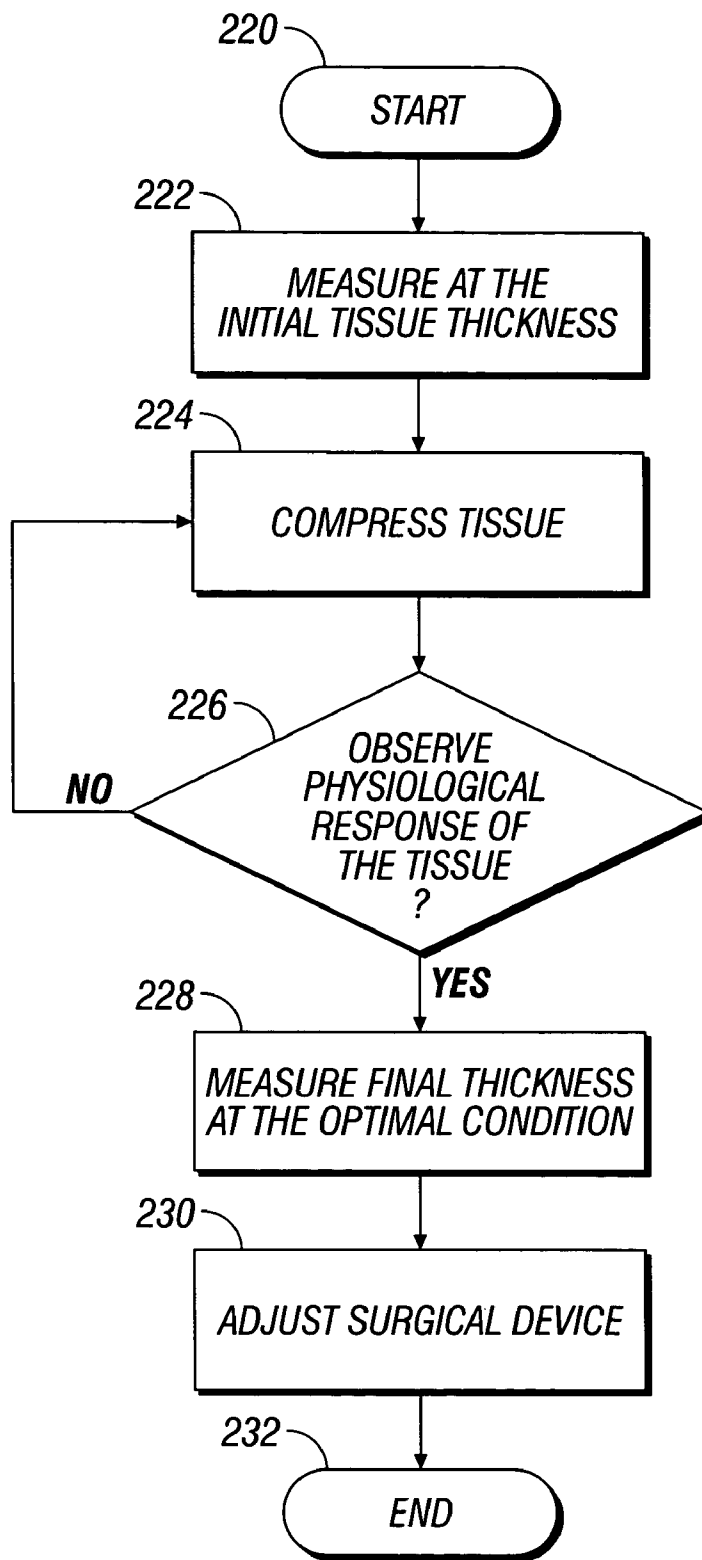 220
START
222
MEASURE AT THE
INITIAL TISSUE THICKNESS
224
COMPRESS TISSUE
226
OBSERVE
PHYSIOLOGICAL
RESPONSE OF
THE TISSUE
?
NO
YES
228
MEASURE FINAL THICKNESS
AT THE OPTIMAL CONDITION
230
ADJUST SURGICAL DEVICE
232
END